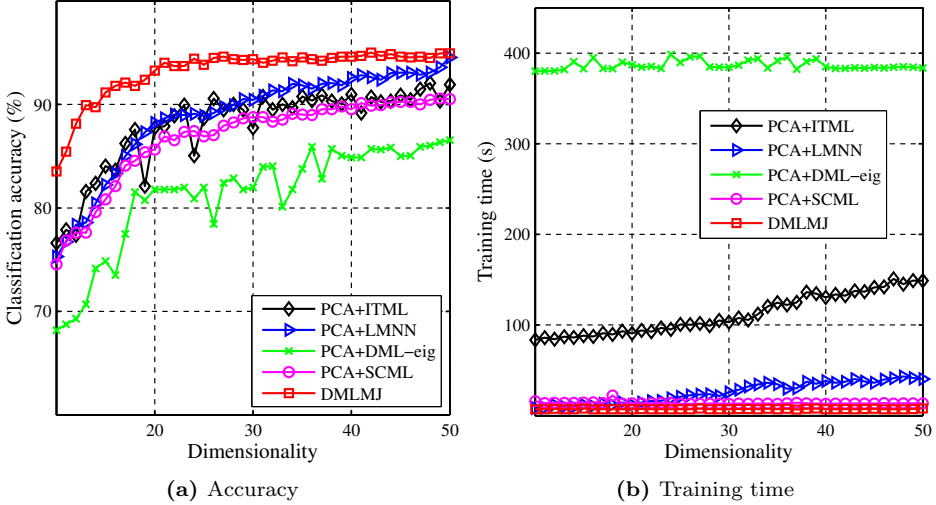 Classification accuracy (%)
90
80
70
20
30
40
50
Dimensionality
PCA+ITML
PCA+LMNN
PCA+DML−eig
PCA+SCML
DMLMJ
(a) Accuracy
Training time (s)
400
300
200
100
20
30
40
50
Dimensionality
PCA+ITML
PCA+LMNN
PCA+DML−eig
PCA+SCML
DMLMJ
(b) Training time